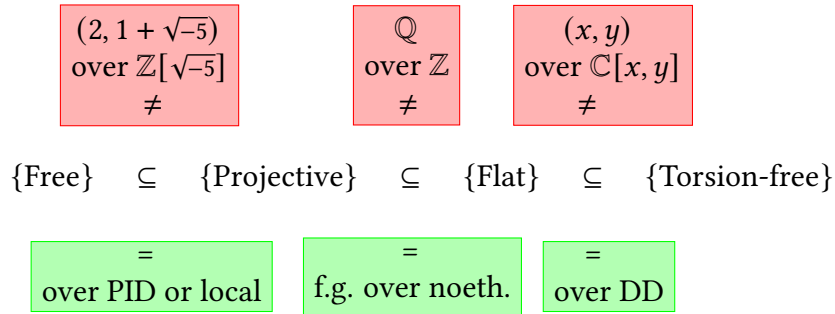 (2, 1 + √−5) ℚ (x, y)
over ℤ[√−5] over ℤ over ℂ[x, y]
≠ ≠ ≠
{Free} ⊆ {Projective} ⊆ {Flat} ⊆ {Torsion-free}
= = =
over PID or local f.g. over noeth. over DD